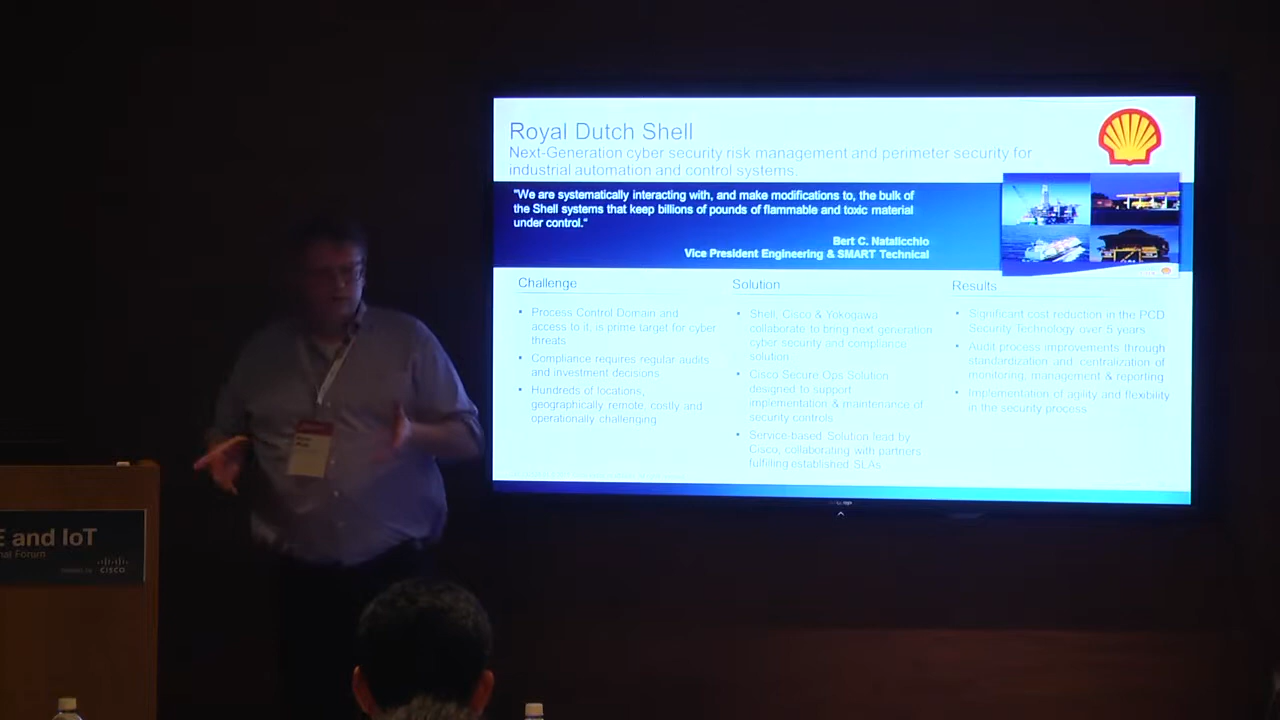 Royal Dutch Shell
Next-Generation cyber security risk management and perimeter security for
industrial automation and control systems.
"We are systematically interacting with, and make modifications to, the bulk of
the Shell systems that keep billions of pounds of flammable and toxic material
under control."
Bert C. Natalicchio
Vice President Engineering & SMART Technical
Challenge
• Process Control Domain and
access to it, is prime target for cyber
threats
• Compliance requires regular audits
and investment decisions
• Hundreds of locations,
geographically remote, costly and
operationally challenging
Solution
• Shell, Cisco & Yokogawa
collaborate to bring next generation
cyber security and compliance
solution
• Cisco Secure Ops Solution
designed to support
implementation & maintenance of
security controls
• Service-based Solution lead by
Cisco, collaborating with partners
fulfilling established SLAs
Results
• Significant cost reduction in the PCD
Security Technology over 5 years
• Audit process improvements through
standardization and centralization of
monitoring, management & reporting
• Implementation of agility and flexibility
in the security process
E and IoT
nal Forum
CISCO